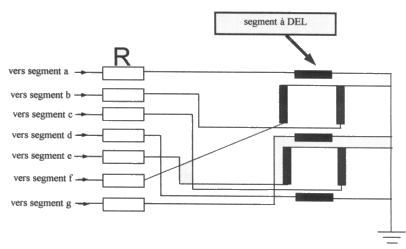 segment à DEL
R
vers segment a
vers segment b
vers segment c
vers segment d
vers segment e
vers segment f
vers segment g